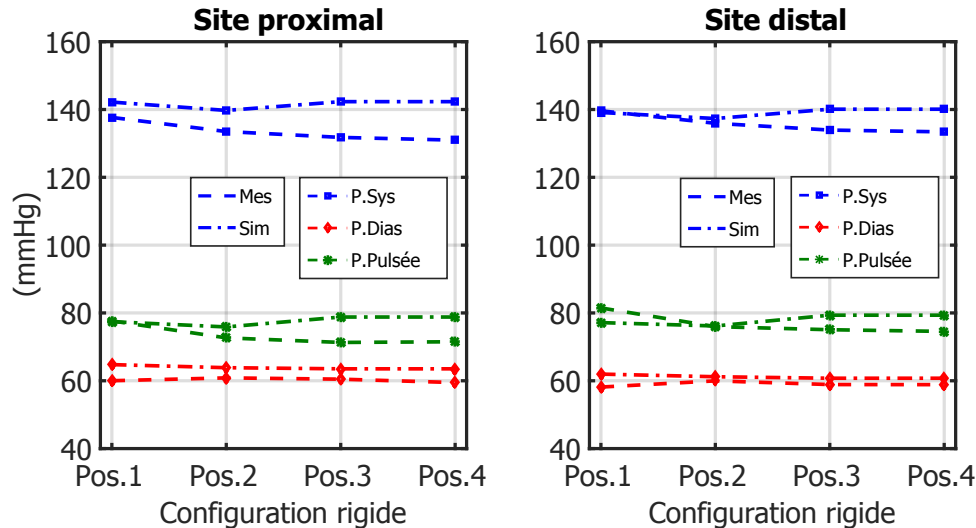 Site proximal
160
140
120
100
80
60
40
(mmHg)
Mes
Sim
P.Sys
P.Dias
P.Pulsée
Pos.1 Pos.2 Pos.3 Pos.4
Configuration rigide
Site distal
160
140
120
100
80
60
40
Mes
Sim
P.Sys
P.Dias
P.Pulsée
Pos.1 Pos.2 Pos.3 Pos.4
Configuration rigide